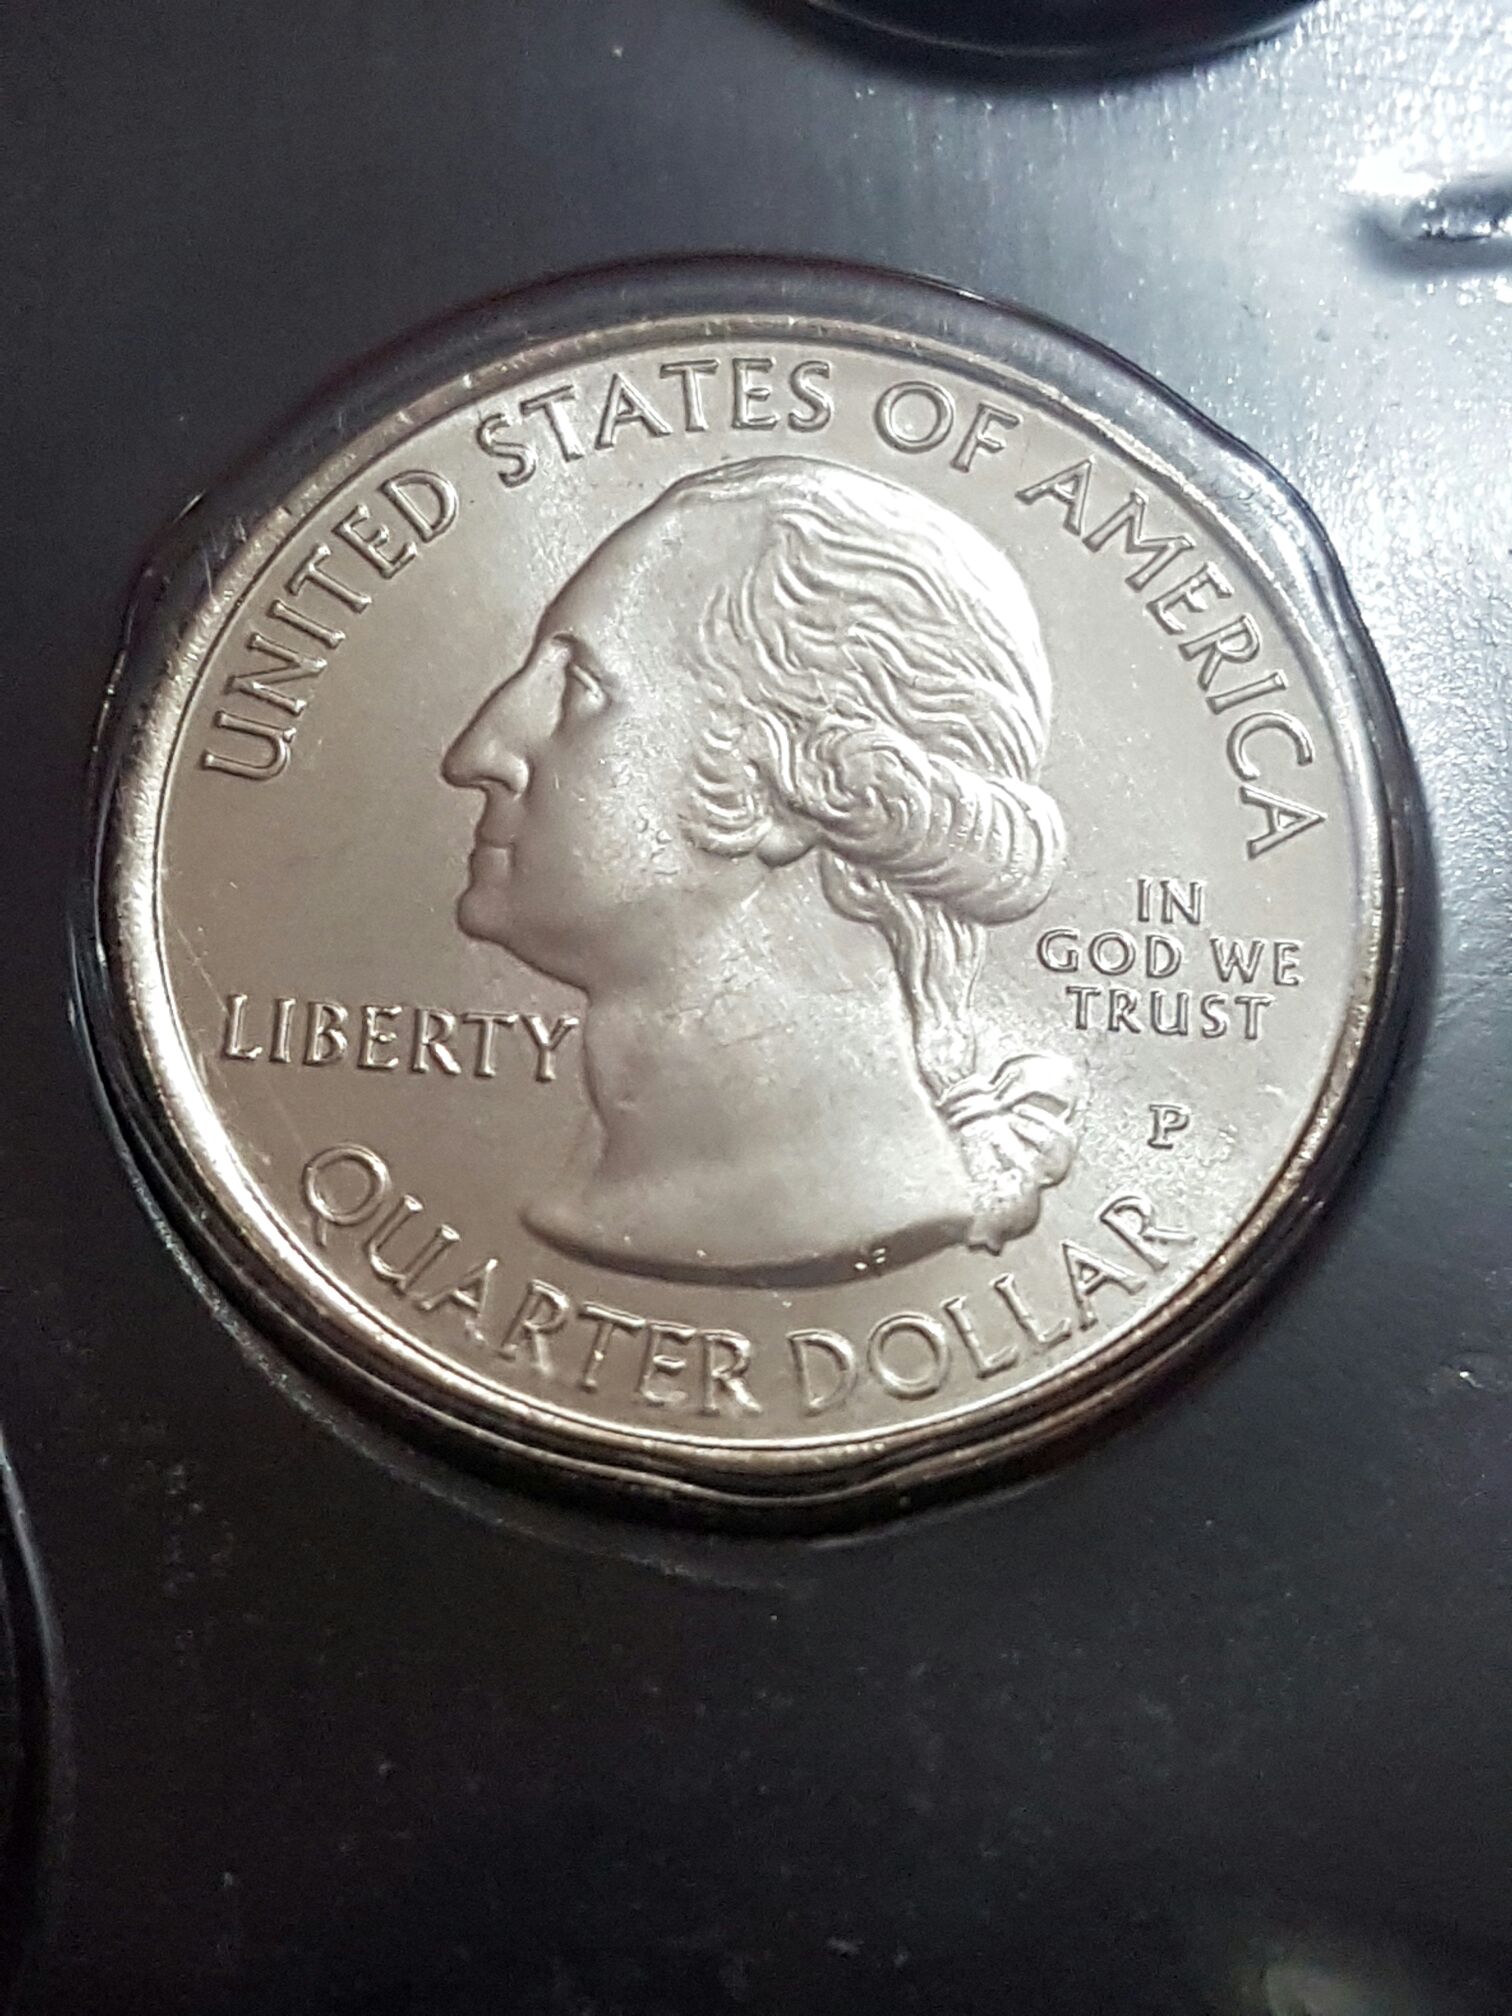 UNITED STATES OF AMERICA
LIBERTY
IN
GOD WE
TRUST
P
QUARTER DOLLAR